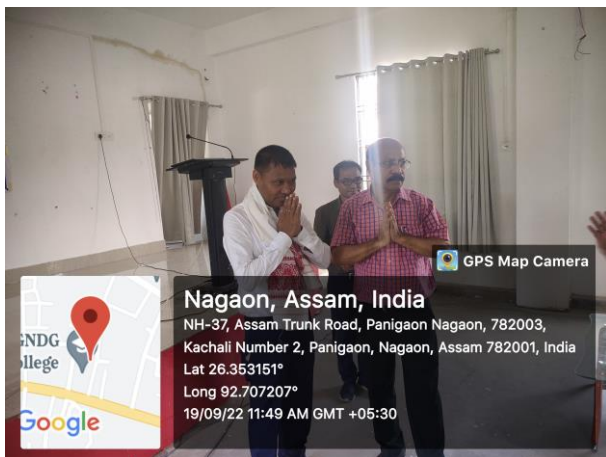 GPS Map Camera
Nagaon, Assam, India
NH-37, Assam Trunk Road, Panigaon Nagaon, 782003,
Kachali Number 2, Panigaon, Nagaon, Assam 782001, India
Lat 26.353151°
Long 92.707207°
19/09/22 11:49 AM GMT +05:30
GNDG
llege
Google